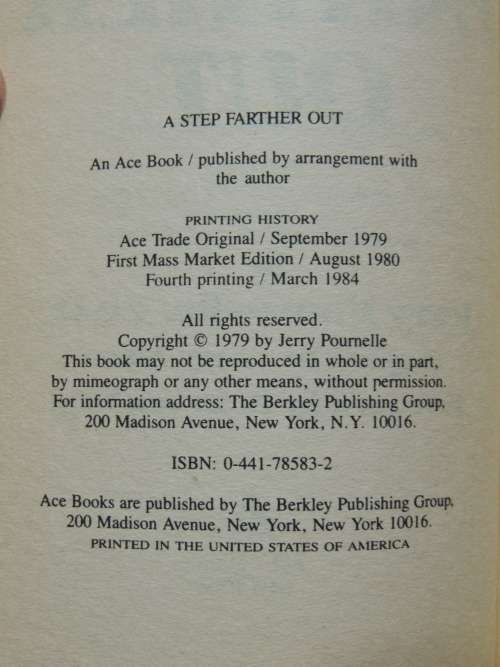 A STEP FARTHER OUT
An Ace Book / published by arrangement with
the author
PRINTING HISTORY
Ace Trade Original / September 1979
First Mass Market Edition / August 1980
Fourth printing / March 1984
All rights reserved.
Copyright © 1979 by Jerry Pournelle
This book may not be reproduced in whole or in part,
by mimeograph or any other means, without permission.
For information address: The Berkley Publishing Group,
200 Madison Avenue, New York, N.Y. 10016.
ISBN: 0-441-78583-2
Ace Books are published by The Berkley Publishing Group,
200 Madison Avenue, New York, New York 10016.
PRINTED IN THE UNITED STATES OF AMERICA